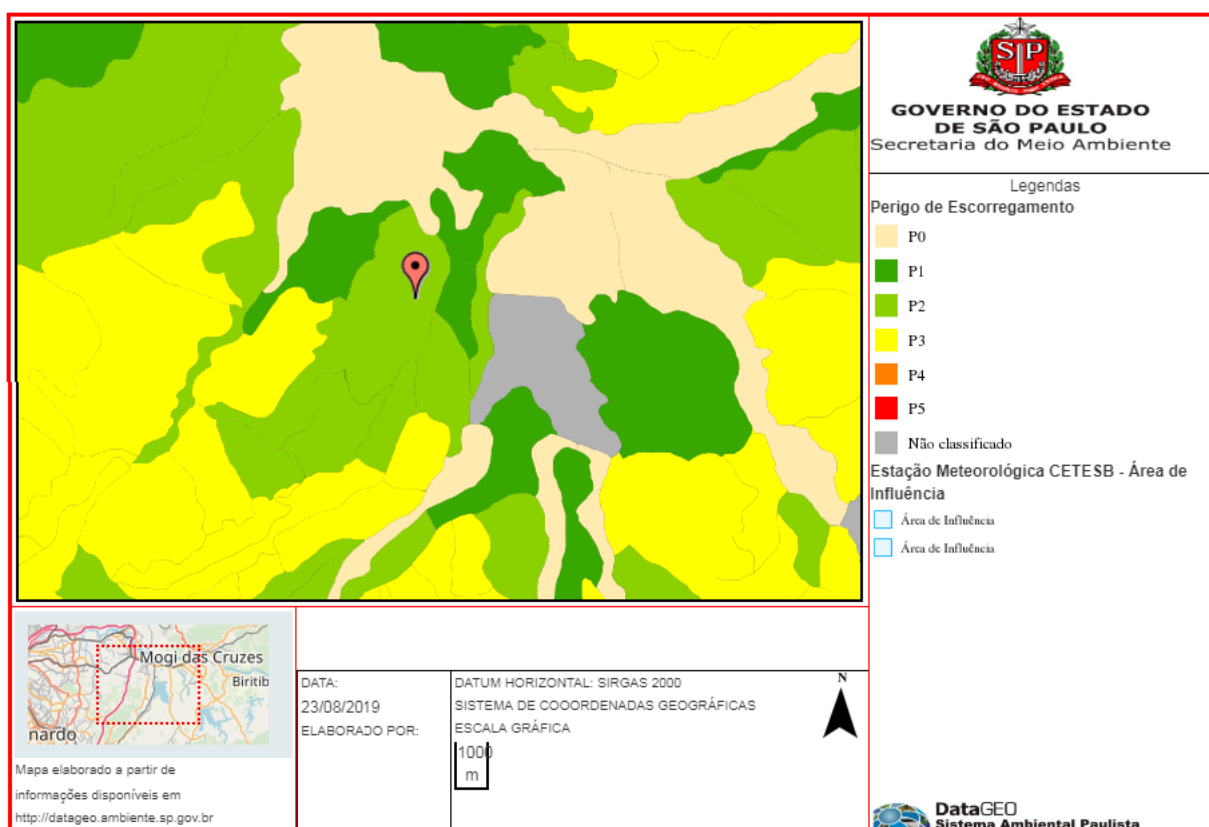 GOVERNO DO ESTADO
DE SÃO PAULO
Secretaria do Meio Ambiente
Legendas
Perigo de Escorregamento
P0
P1
P2
P3
P4
P5
Não classificado
Estação Meteorológica CETESB - Área de
Influência
Área de Influência
Área de Influência
Mogi das Cruzes
Biritib
nardo
Mapa elaborado a partir de
informações disponíveis em
http://datageo.ambiente.sp.gov.br
DATA:
23/08/2019
ELABORADO POR:
DATUM HORIZONTAL: SIRGAS 2000
SISTEMA DE COOORDENADAS GEOGRÁFICAS
ESCALA GRÁFICA
1000
m
N
DataGEO
Sistema Ambiental Paulista